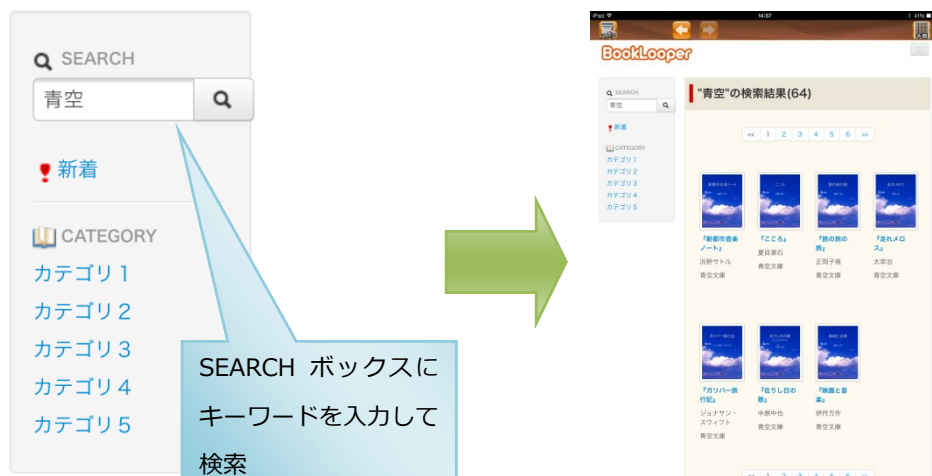 SEARCH
青空
新着
CATEGORY
カテゴリ1
カテゴリ2
カテゴリ3
カテゴリ4
カテゴリ5
SEARCH ボックスに
キーワードを入力して
検索
iPad
14:57
41%
BookLooper
SEARCH
青空
新着
CATEGORY
カテゴリ1
カテゴリ2
カテゴリ3
カテゴリ4
カテゴリ5
"青空"の検索結果(64)
<< 1 2 3 4 5 6 >>
『新都市音楽
ノート』
浜野サトル
青空文庫
『こころ』
夏目漱石
青空文庫
『旅の旅の
旅』
正岡子規
青空文庫
『走れメロ
ス』
太宰治
青空文庫
『ガリバー旅
行記』
ジョナサン・
スウィフト
青空文庫
『在りし日の
歌』
中原中也
青空文庫
『映画と音
楽』
伊丹万作
青空文庫
<< 1 2 3 4 5 6 >>